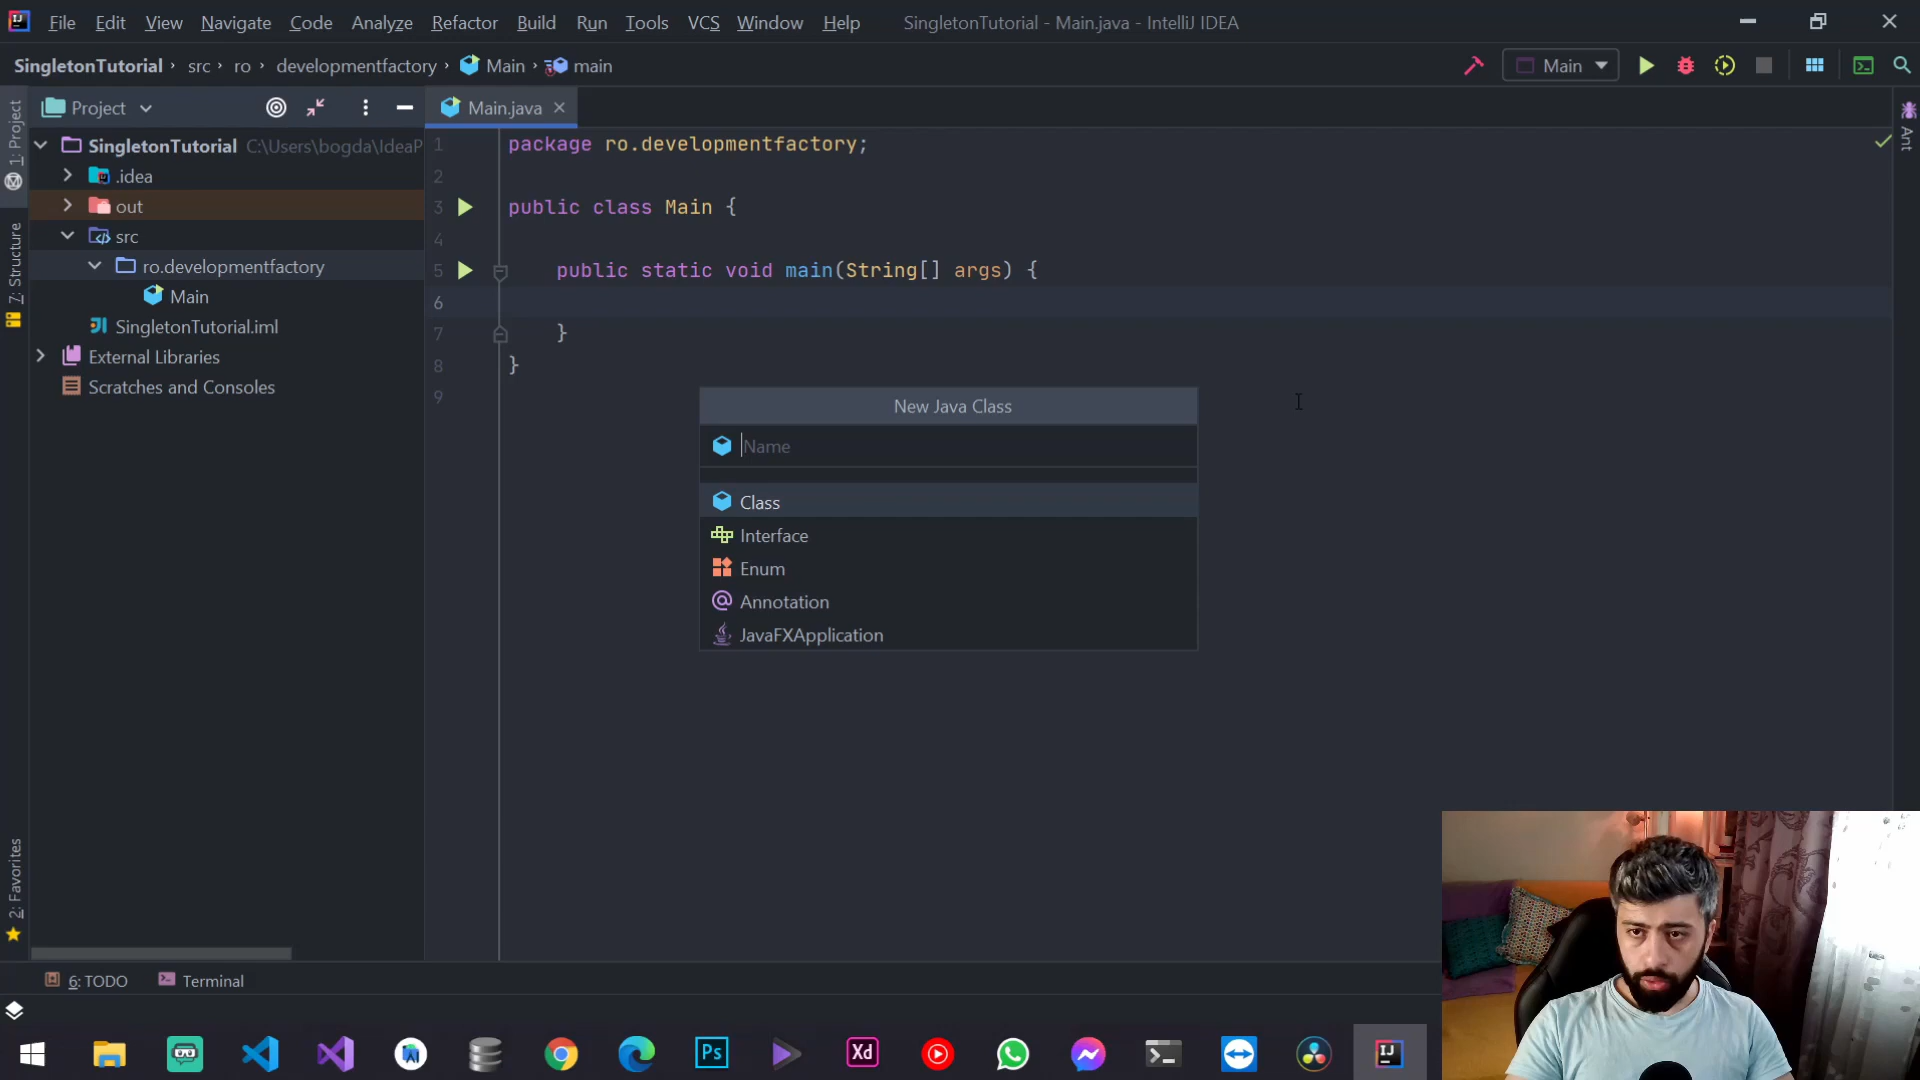 File Edit View Navigate Code Analyze Refactor Build Run Tools VCS Window Help SingletonTutorial - Main.java - IntelliJ IDEA
SingletonTutorial › src › ro › developmentfactory › Main › main
Main
1: Project
7: Structure
2: Favorites
Ant
Project
SingletonTutorial C:\Users\bogda\IdeaP
.idea
out
src
ro.developmentfactory
Main
SingletonTutorial.iml
External Libraries
Scratches and Consoles
Main.java
1 package ro.developmentfactory;
2
3 public class Main {
4
5 public static void main(String[] args) {
6
7 }
8 }
9
New Java Class
Name
Class
Interface
Enum
Annotation
JavaFXApplication
6: TODO Terminal
Ps
Xd
IJ